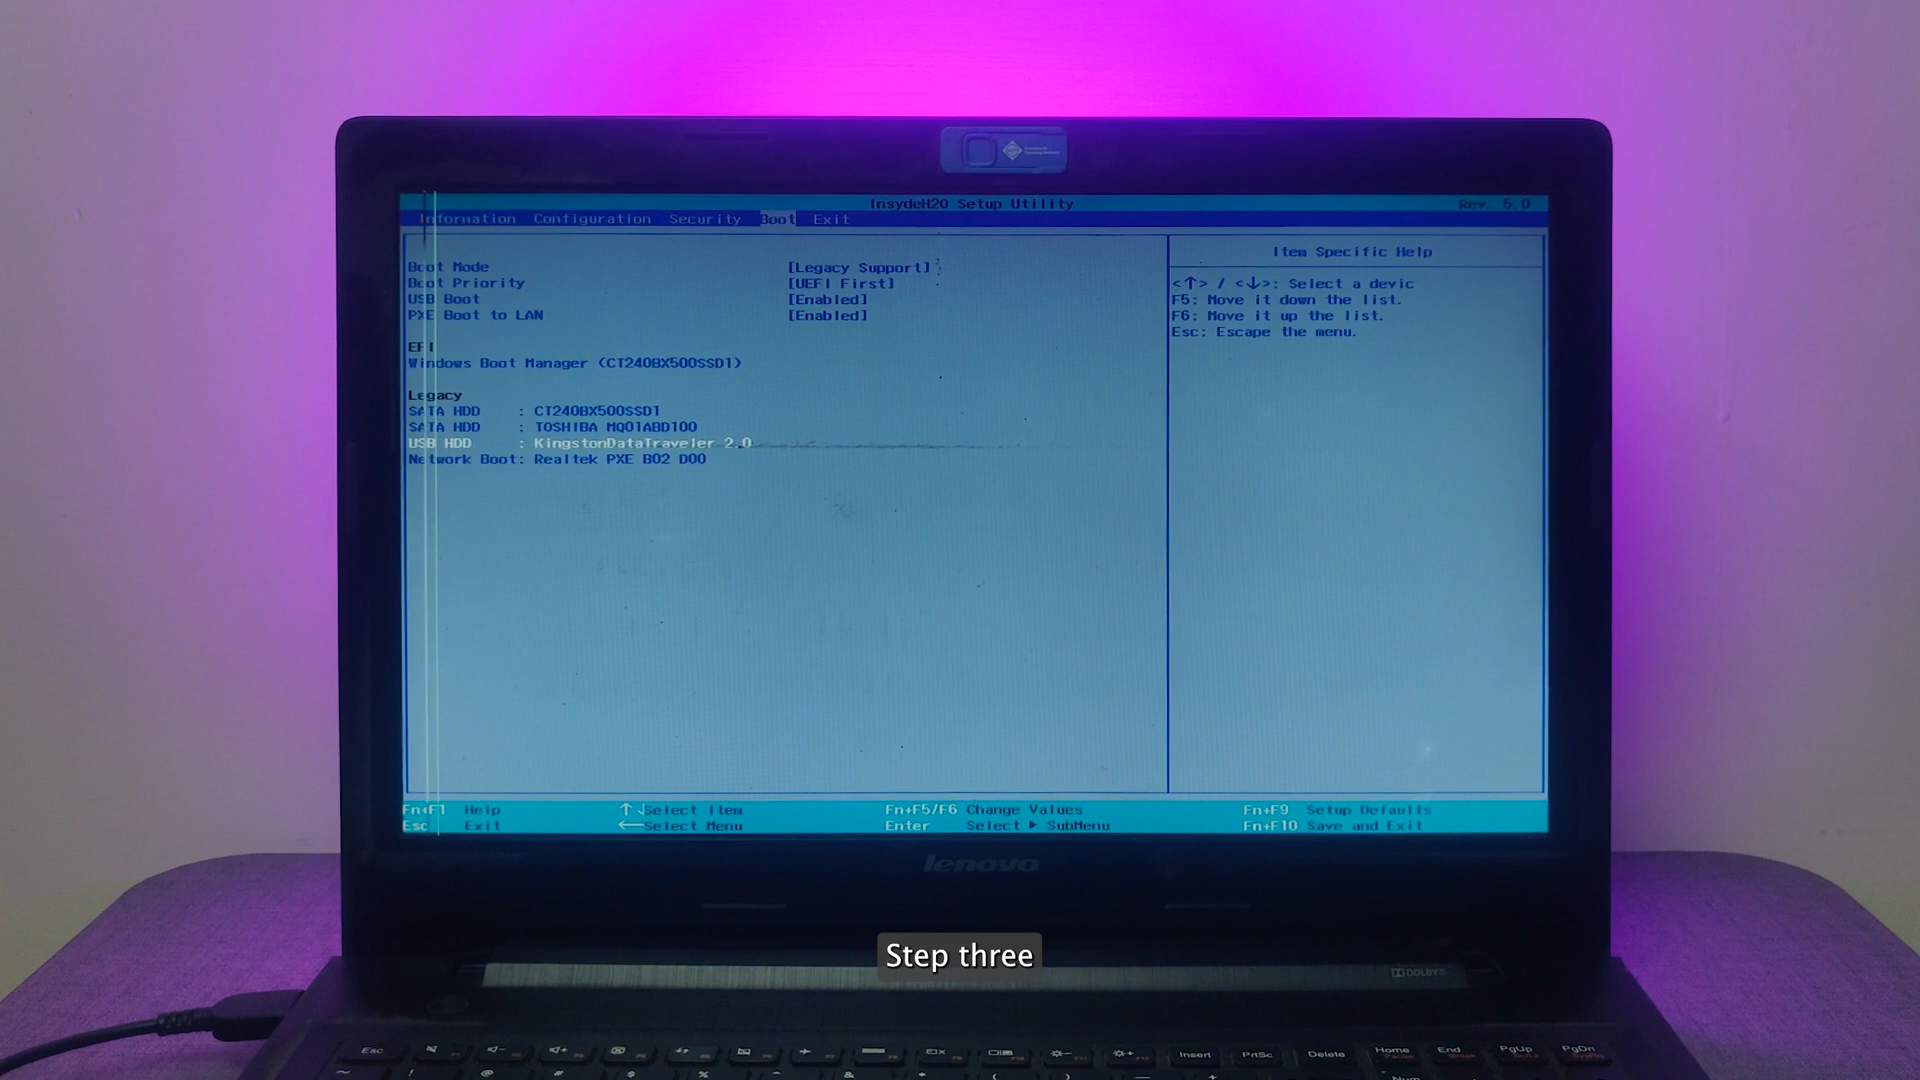 InsydeH20 Setup Utility Rev. 5.0
Information Configuration Security Boot Exit
Item Specific Help
Boot Mode [Legacy Support]
Boot Priority [UEFI First]
USB Boot [Enabled]
PXE Boot to LAN [Enabled]
EFI
Windows Boot Manager (CT240BX500SSD1)
Legacy
SATA HDD : CT240BX500SSD1
SATA HDD : TOSHIBA MQ01ABD100
USB HDD : KingstonDataTraveler 2.0
Network Boot: Realtek PXE B02 D00
<↑> / <↓>: Select a devic
F5: Move it down the list.
F6: Move it up the list.
Esc: Escape the menu.
Fn+F1 Help ↑↓Select Item Fn+F5/F6 Change Values Fn+F9 Setup Defaults
Esc Exit ←Select Menu Enter Select ▶ SubMenu Fn+F10 Save and Exit
lenovo
Step three
DOLBY
Esc Insert PrtSc Delete Home End PgUp PgDn